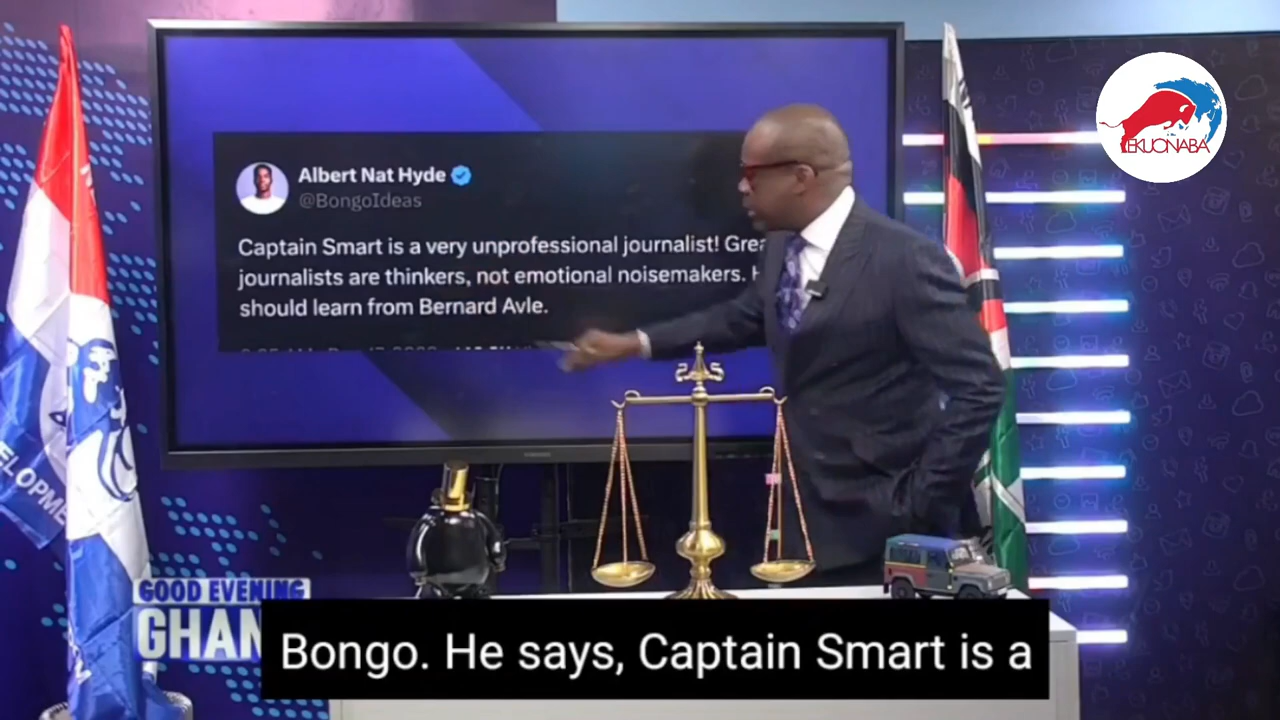 Albert Nat Hyde
@BongoIdeas
Captain Smart is a very unprofessional journalist! Grea
journalists are thinkers, not emotional noisemakers. H
should learn from Bernard Avle.
EKUONABA
ELOPME
GOOD EVENING
GHAN
Bongo. He says, Captain Smart is a